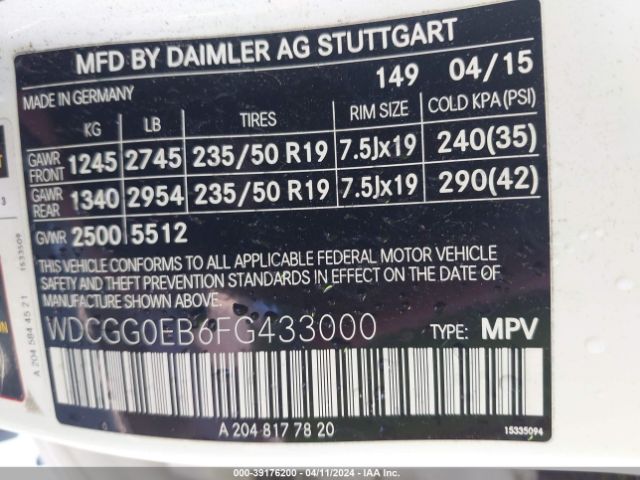 MFD BY DAIMLER AG STUTTGART
149 04/15
MADE IN GERMANY
KG LB TIRES RIM SIZE COLD KPA(PSI)
GAWR FRONT 1245 2745 235/50 R19 7.5Jx19 240(35)
GAWR REAR 1340 2954 235/50 R19 7.5Jx19 290(42)
GVWR 2500 5512
THIS VEHICLE CONFORMS TO ALL APPLICABLE FEDERAL MOTOR VEHICLE
SAFETY AND THEFT PREVENTION STANDARDS IN EFFECT ON THE DATE OF
MANUFACTURE SHOWN ABOVE.
WDCGG0EB6FG433000 TYPE: MPV
A 204 817 78 20
15335094
A 204 584 45 21
1533509
3
000-39176200 - 04/11/2024 - IAA Inc.